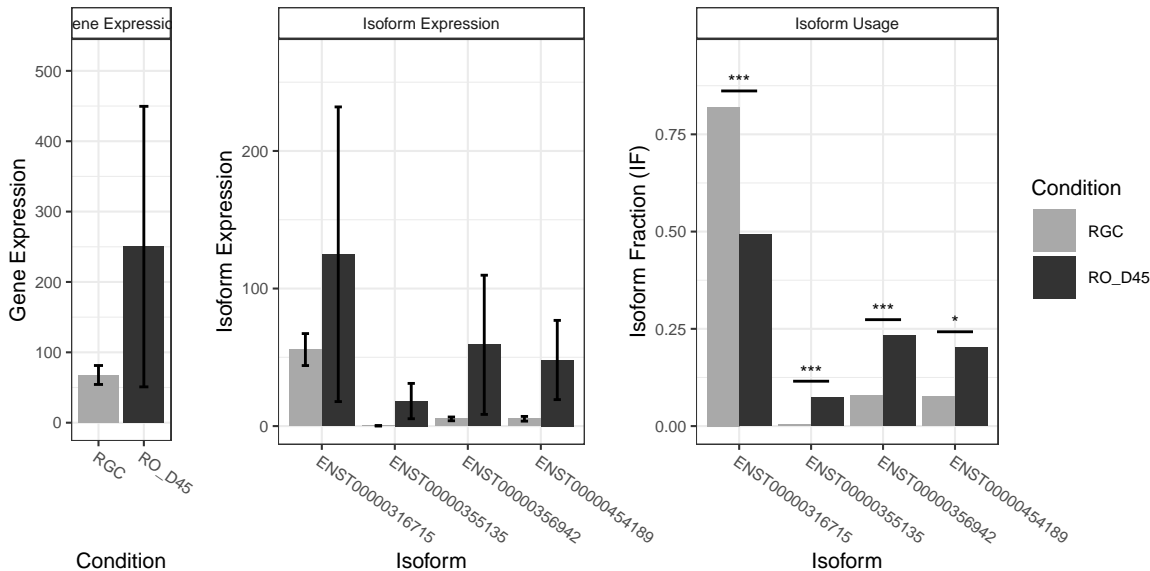 ene Expressio
Gene Expression
500
400
300
200
100
0
RGC
RO_D45
Condition
Isoform Expression
Isoform Expression
200
100
0
ENST00000316715
ENST00000355135
ENST00000356942
ENST00000454189
Isoform
Isoform Usage
Isoform Fraction (IF)
0.75
0.50
0.25
0.00
***
***
***
*
ENST00000316715
ENST00000355135
ENST00000356942
ENST00000454189
Isoform
Condition
RGC
RO_D45